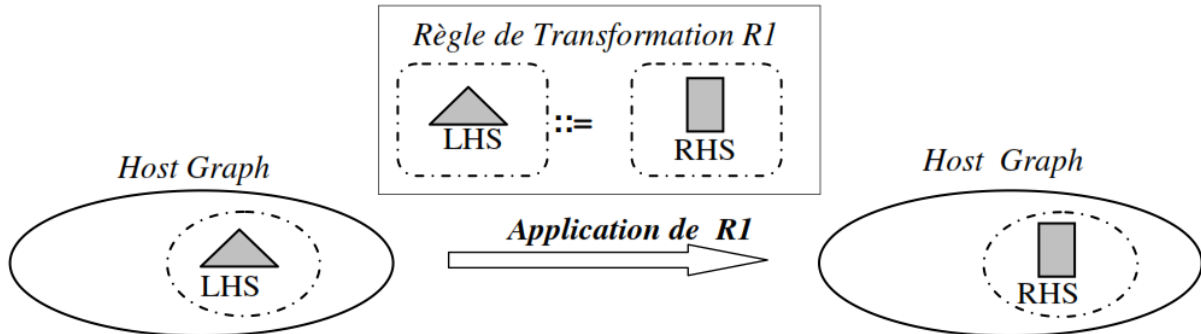 Règle de Transformation R1
LHS ::= RHS
Host Graph
Host Graph
Application de R1
LHS
RHS